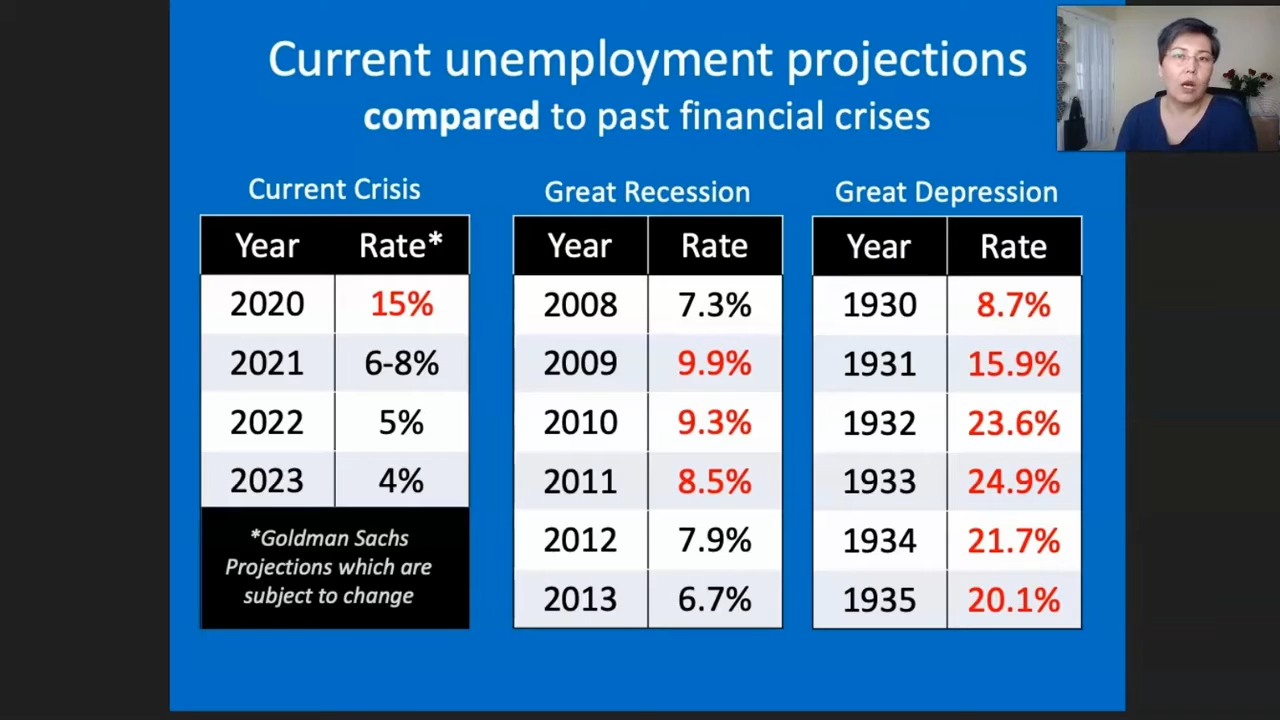 Current unemployment projections
compared to past financial crises
Current Crisis
Year Rate*
2020 15%
2021 6-8%
2022 5%
2023 4%
*Goldman Sachs
Projections which are
subject to change
Great Recession
Year Rate
2008 7.3%
2009 9.9%
2010 9.3%
2011 8.5%
2012 7.9%
2013 6.7%
Great Depression
Year Rate
1930 8.7%
1931 15.9%
1932 23.6%
1933 24.9%
1934 21.7%
1935 20.1%